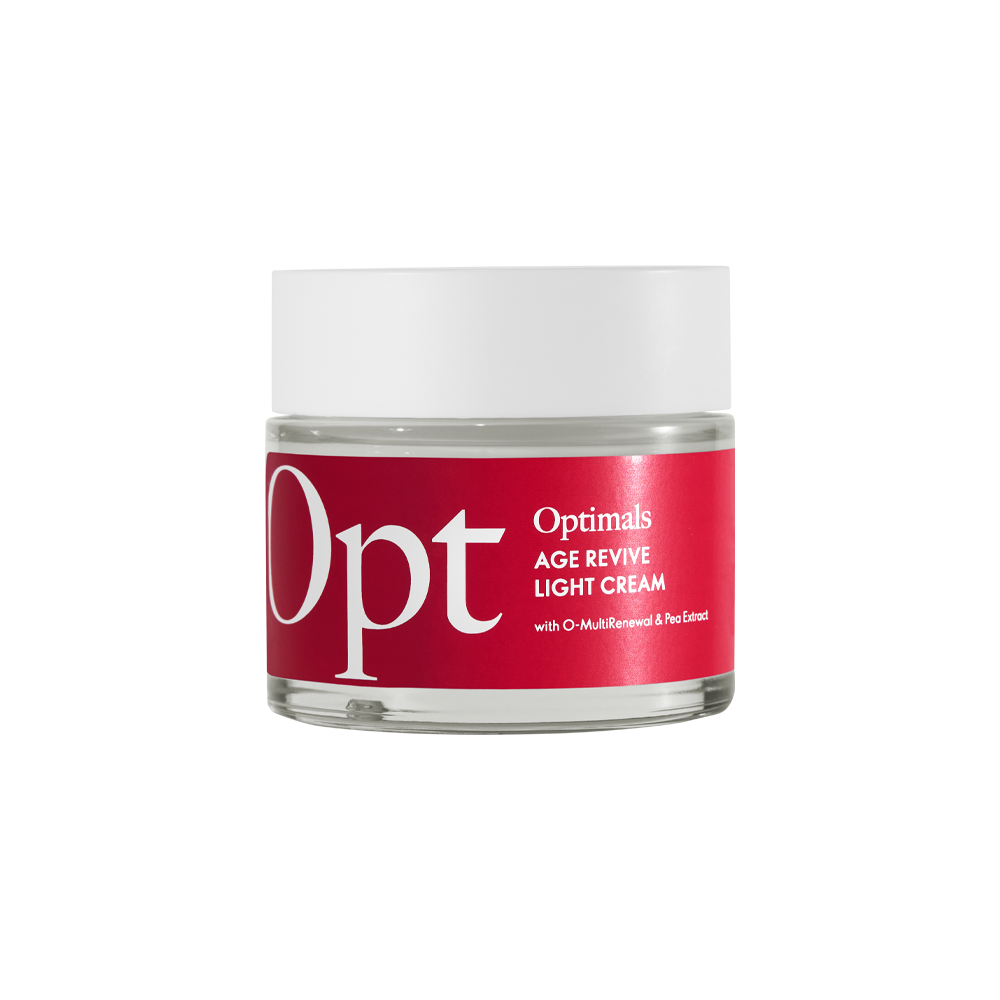 Opt
Optimals
AGE REVIVE
LIGHT CREAM
with O-MultiRenewal & Pea Extract